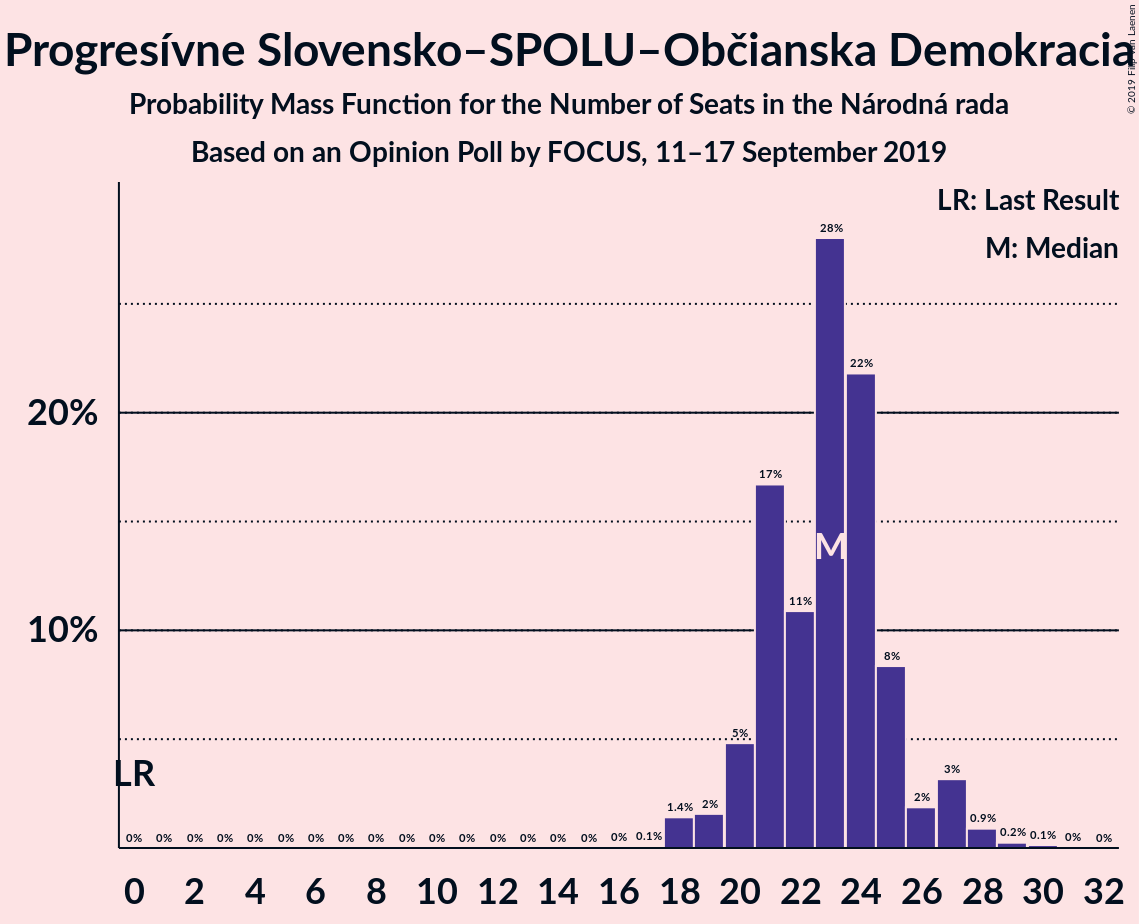 Progresívne Slovensko–SPOLU–Občianska Demokracia
© 2019 Filip van Laenen
Probability Mass Function for the Number of Seats in the Národná rada
Based on an Opinion Poll by FOCUS, 11–17 September 2019
LR: Last Result
M: Median
28%
22%
20%
17%
M
11%
10%
8%
5%
LR
3%
2%
1.4% 2% 0.9%
0% 0% 0% 0% 0% 0% 0% 0% 0% 0% 0% 0% 0% 0% 0% 0% 0% 0.1% 0.2% 0.1% 0% 0%
0 2 4 6 8 10 12 14 16 18 20 22 24 26 28 30 32